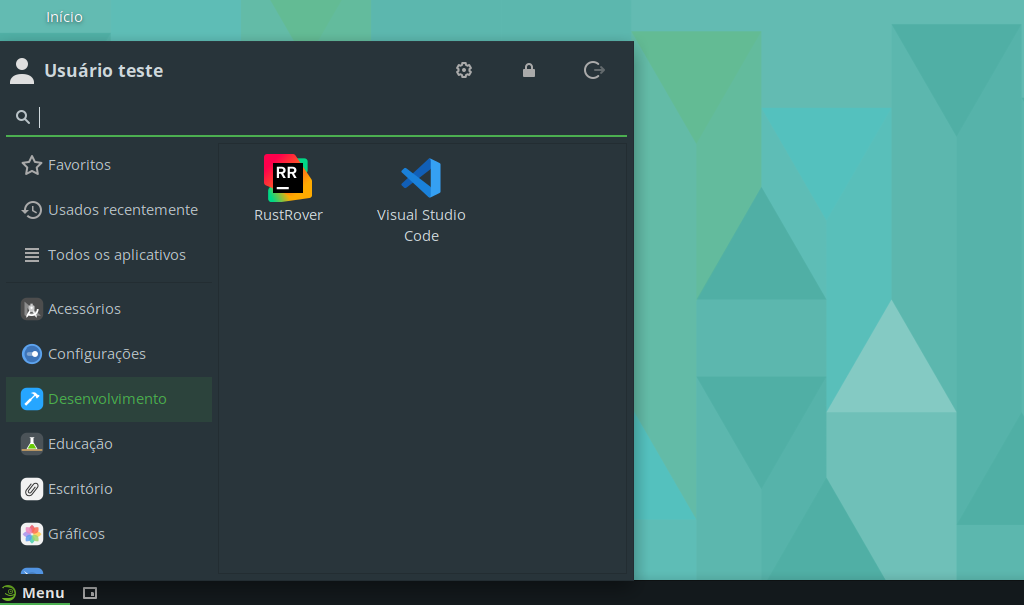 Início
Usuário teste
Favoritos
Usados recentemente
Todos os aplicativos
Acessórios
Configurações
Desenvolvimento
Educação
Escritório
Gráficos
RR
RustRover
Visual Studio
Code
Menu